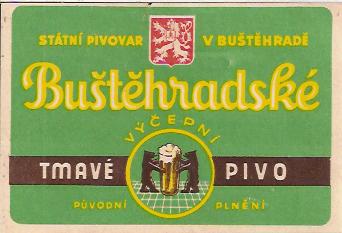 STÁTNÍ PIVOVAR V BUŠTĚHRADĚ
Buštěhradské
VÝČEPNÍ
TMAVÉ PIVO
PŮVODNÍ PLNĚNÍ